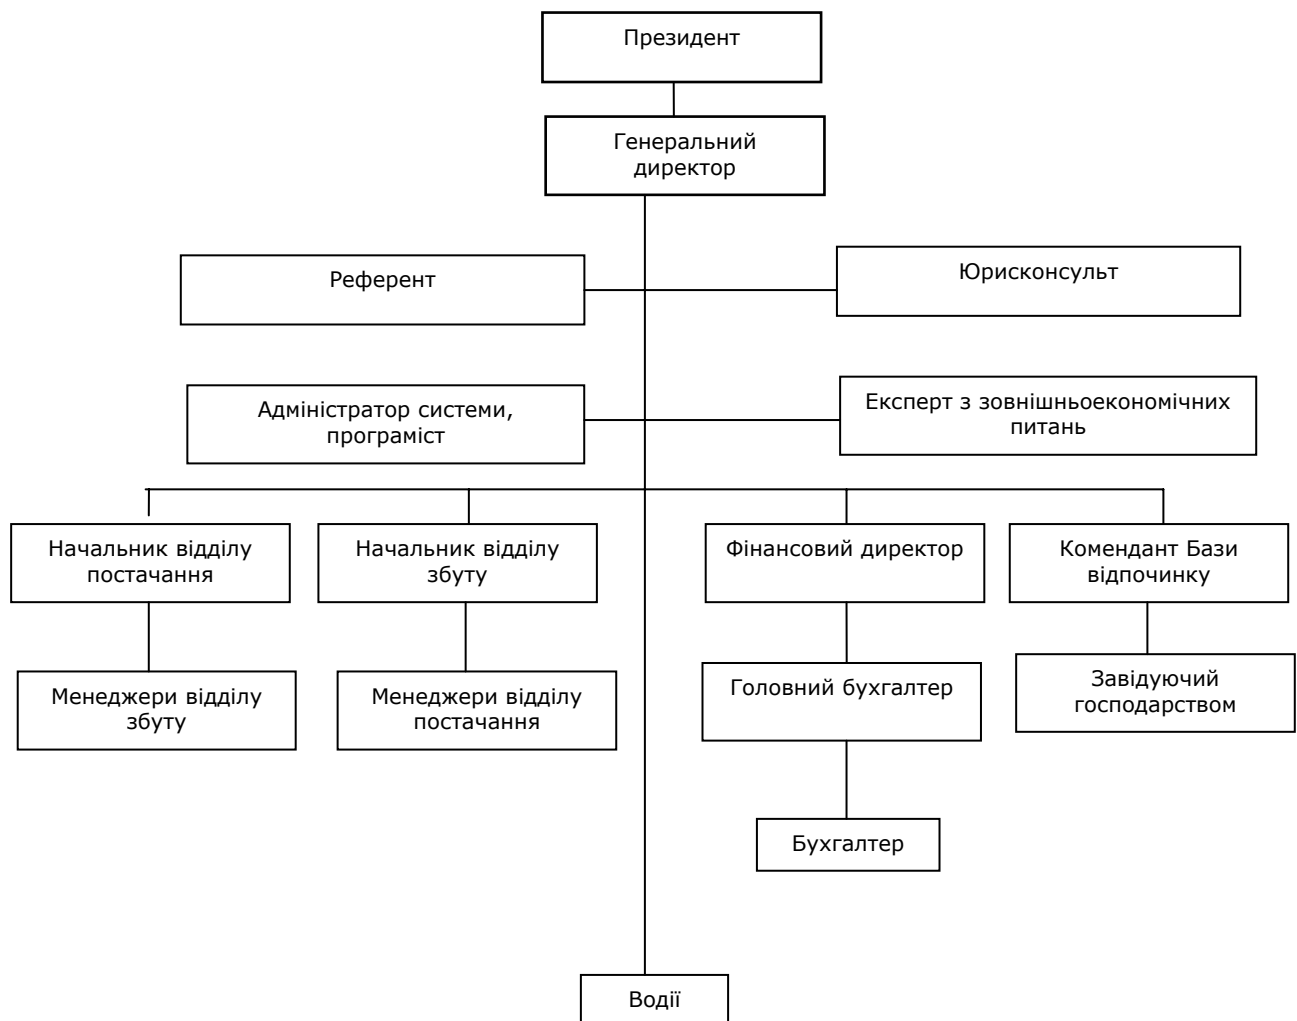 Президент
Генеральний
директор
Референт
Юрисконсульт
Адміністратор системи,
програміст
Експерт з зовнішньоекономічних
питань
Начальник відділу
постачання
Начальник відділу
збуту
Фінансовий директор
Комендант Бази
відпочинку
Менеджери відділу
збуту
Менеджери відділу
постачання
Головний бухгалтер
Завідуючий
господарством
Бухгалтер
Водії